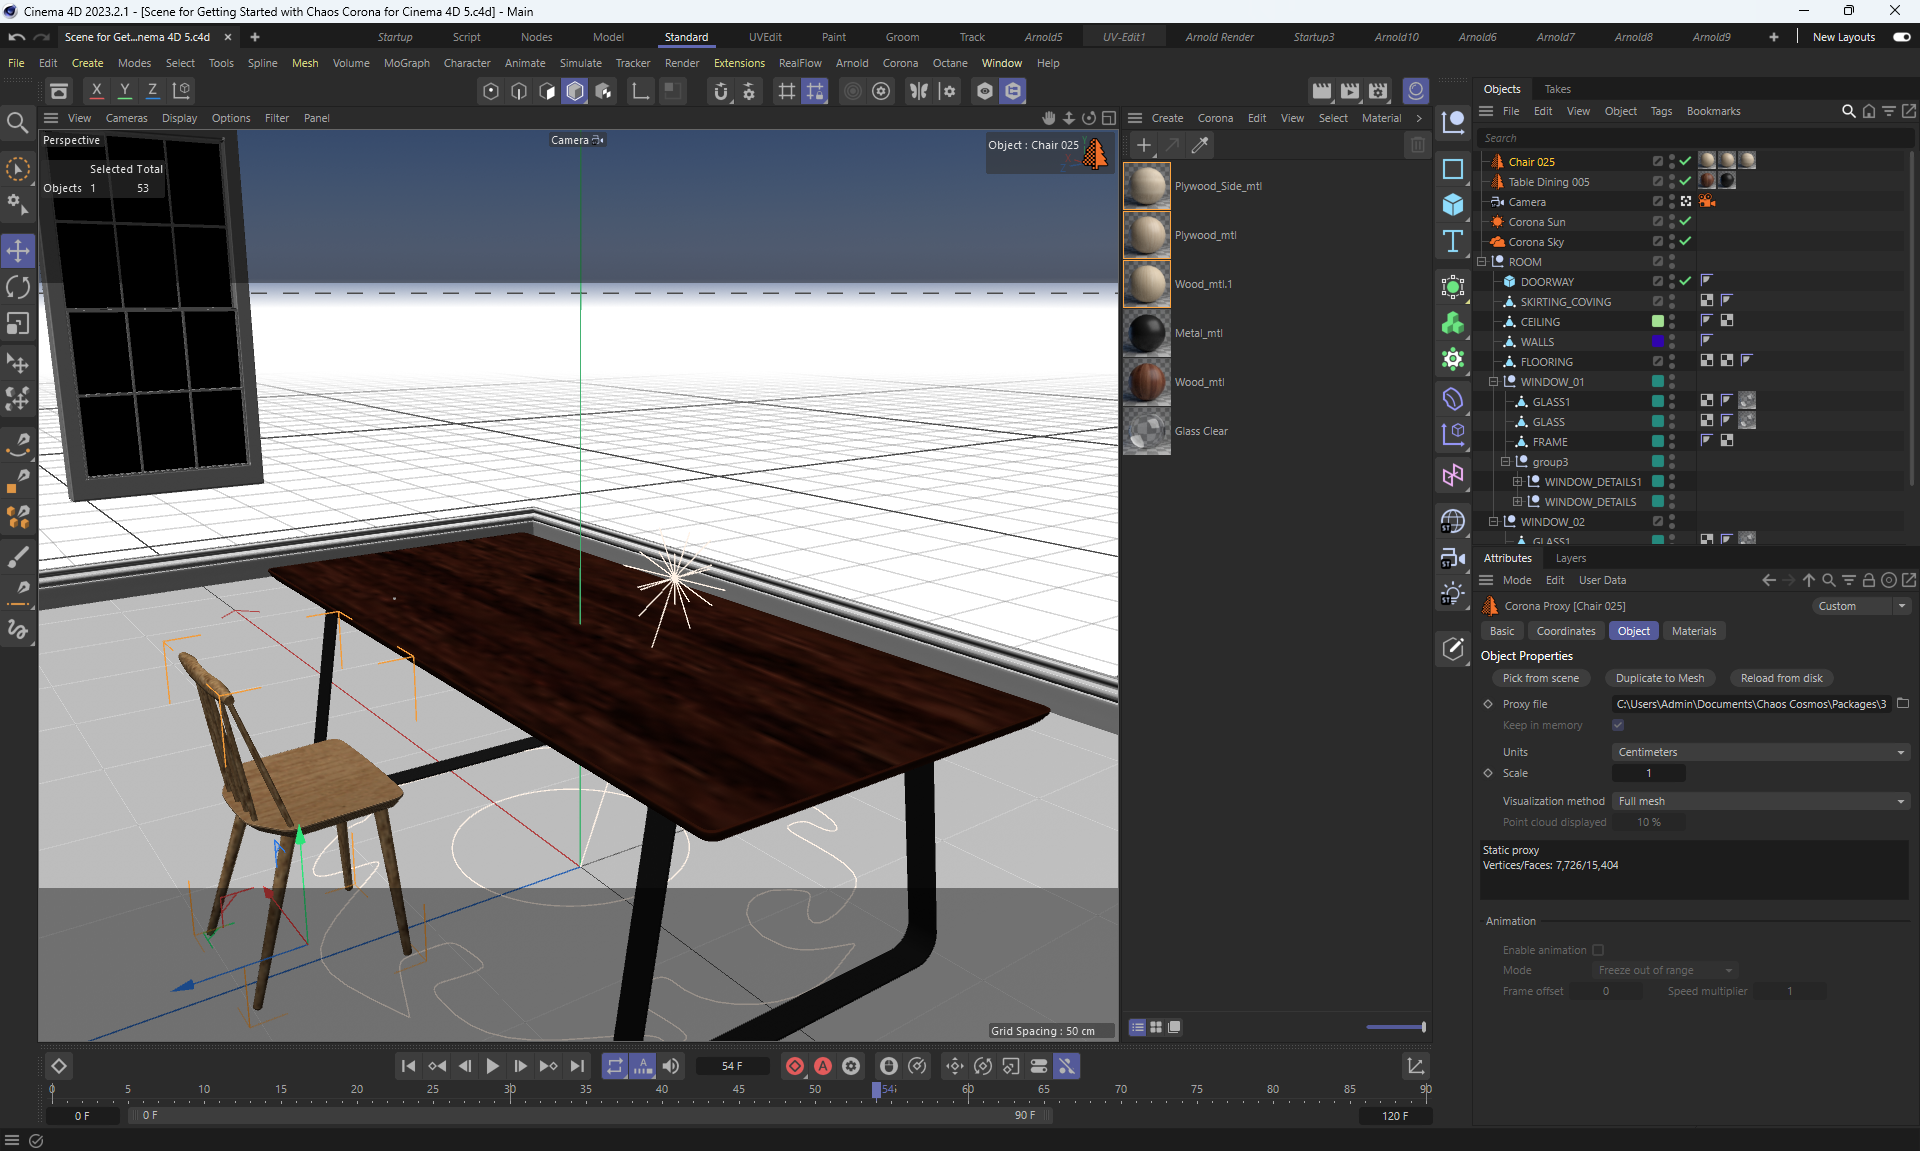 Cinema 4D 2023.2.1 - [Scene for Getting Started with Chaos Corona for Cinema 4D 5.c4d] - Main
Scene for Get...nema 4D 5.c4d × + Startup Script Nodes Model Standard UVEdit Paint Groom Track Arnold5 UV-Edit1 Arnold Render Startup3 Arnold10 Arnold6 Arnold7 Arnold8 Arnold9 + New Layouts
File Edit Create Modes Select Tools Spline Mesh Volume MoGraph Character Animate Simulate Tracker Render Extensions RealFlow Arnold Corona Octane Window Help
X Y Z
View Cameras Display Options Filter Panel
Perspective
Camera
Object : Chair 025
Selected Total
Objects 1 53
Grid Spacing : 50 cm
Create Corona Edit View Select Material >
Plywood_Side_mtl
Plywood_mtl
Wood_mtl.1
Metal_mtl
Wood_mtl
Glass Clear
Objects Takes
File Edit View Object Tags Bookmarks
Search
Chair 025
Table Dining 005
Camera
Corona Sun
Corona Sky
ROOM
DOORWAY
SKIRTING_COVING
CEILING
WALLS
FLOORING
WINDOW_01
GLASS1
GLASS
FRAME
group3
WINDOW_DETAILS1
WINDOW_DETAILS
WINDOW_02
GLASS1
Attributes Layers
Mode Edit User Data
Corona Proxy [Chair 025] Custom
Basic Coordinates Object Materials
Object Properties
Pick from scene Duplicate to Mesh Reload from disk
Proxy file C:\Users\Admin\Documents\Chaos Cosmos\Packages\3
Keep in memory
Units Centimeters
Scale 1
Visualization method Full mesh
Point cloud displayed 10 %
Static proxy
Vertices/Faces: 7,726/15,404
Animation
Enable animation
Mode Freeze out of range
Frame offset 0 Speed multiplier 1
54 F
0 5 10 15 20 25 30 35 40 45 50 54 60 65 70 75 80 85 90
0 F 0 F 90 F 120 F